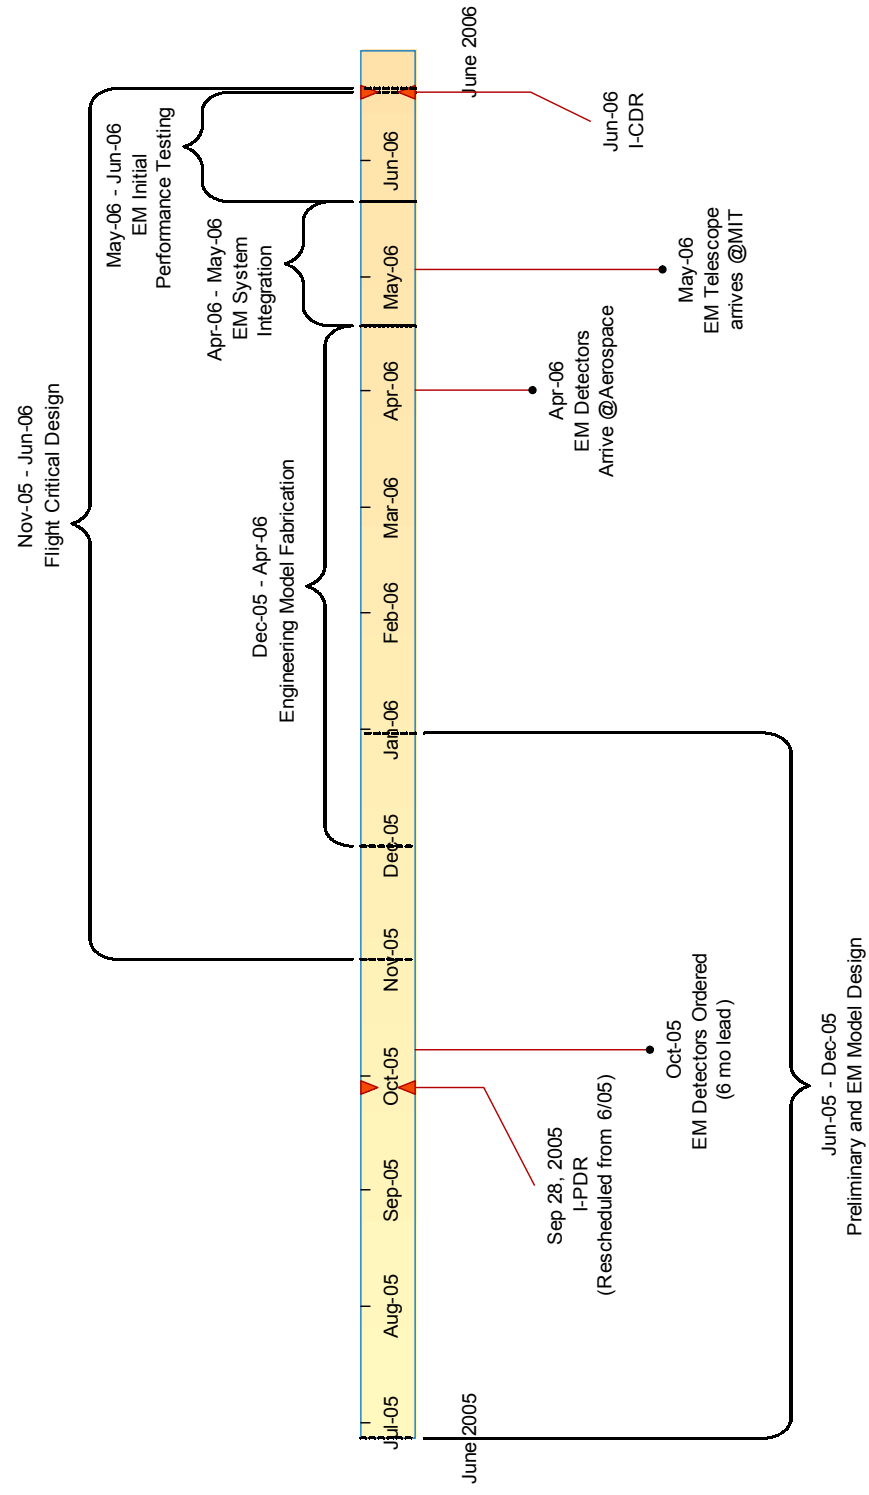 Nov-05 - Jun-06
Flight Critical Design
May-06 - Jun-06
EM Initial
Performance Testing
Apr-06 - May-06
EM System
Integration
Dec-05 - Apr-06
Engineering Model Fabrication
June 2005
Jul-05
Aug-05
Sep-05
Oct-05
Nov-05
Dec-05
Jan-06
Feb-06
Mar-06
Apr-06
May-06
Jun-06
June 2006
Sep 28, 2005
I-PDR
(Rescheduled from 6/05)
Oct-05
EM Detectors Ordered
(6 mo lead)
Apr-06
EM Detectors
Arrive @Aerospace
May-06
EM Telescope
arrives @MIT
Jun-06
I-CDR
Jun-05 - Dec-05
Preliminary and EM Model Design